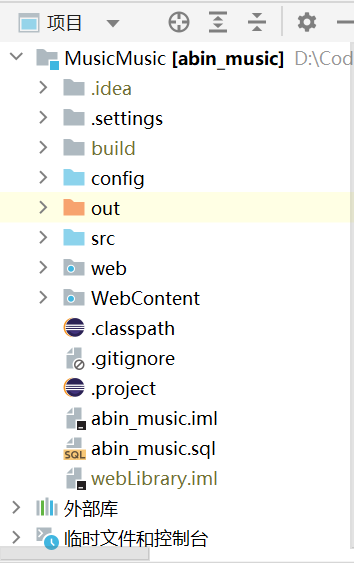 项目
MusicMusic [abin_music] D:\Cod
.idea
.settings
build
config
out
src
web
WebContent
.classpath
.gitignore
.project
abin_music.iml
SQL abin_music.sql
webLibrary.iml
外部库
临时文件和控制台